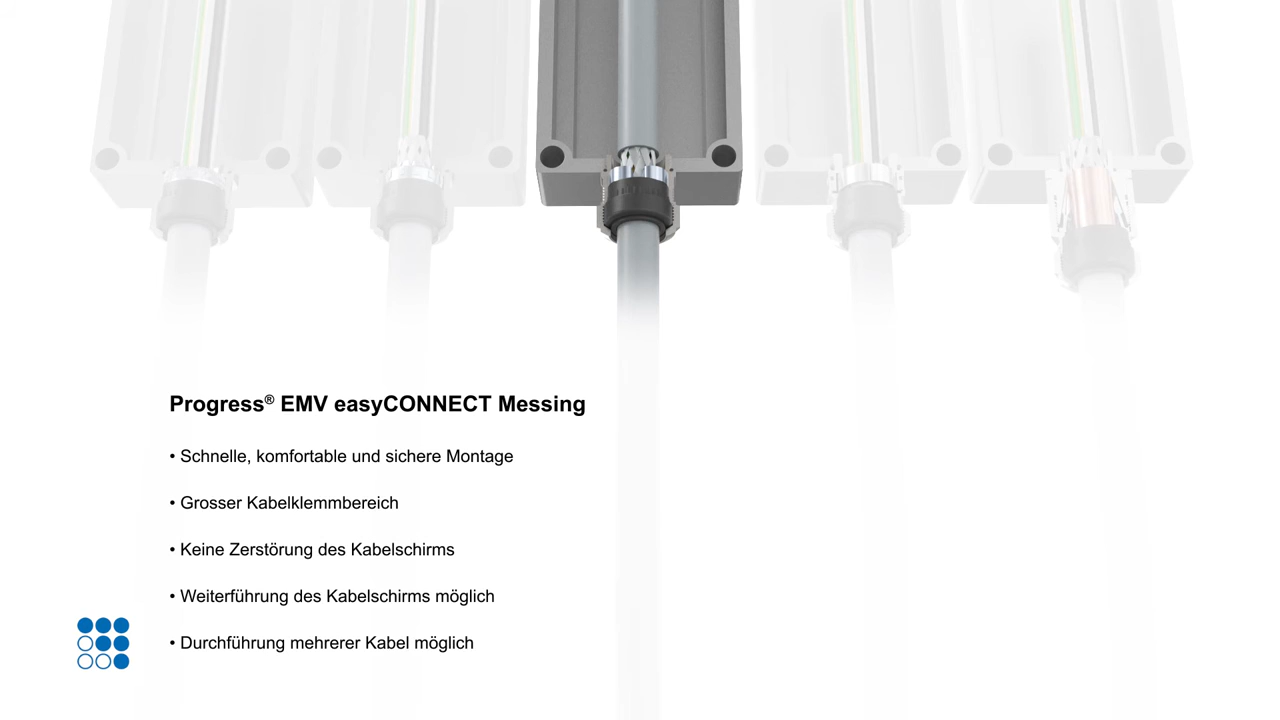 Progress® EMV easyCONNECT Messing
• Schnelle, komfortable und sichere Montage
• Grosser Kabelklemmbereich
• Keine Zerstörung des Kabelschirms
• Weiterführung des Kabelschirms möglich
• Durchführung mehrerer Kabel möglich